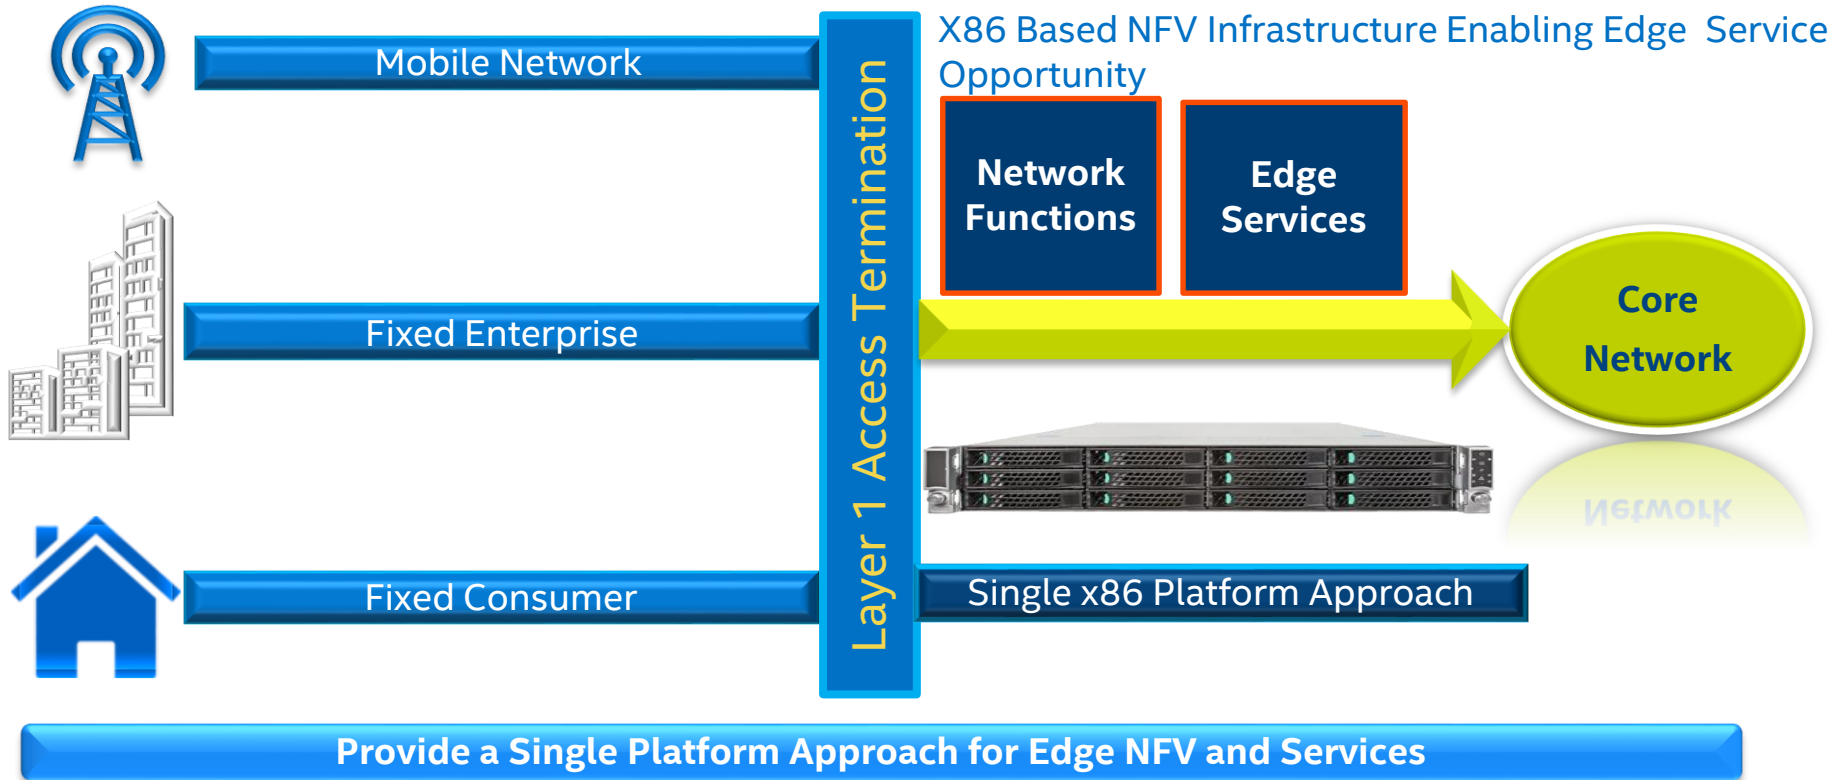 X86 Based NFV Infrastructure Enabling Edge Service
Opportunity
Mobile Network
Layer 1 Access Termination
Network
Functions
Edge
Services
Fixed Enterprise
Core
Network
Fixed Consumer
Single x86 Platform Approach
Provide a Single Platform Approach for Edge NFV and Services